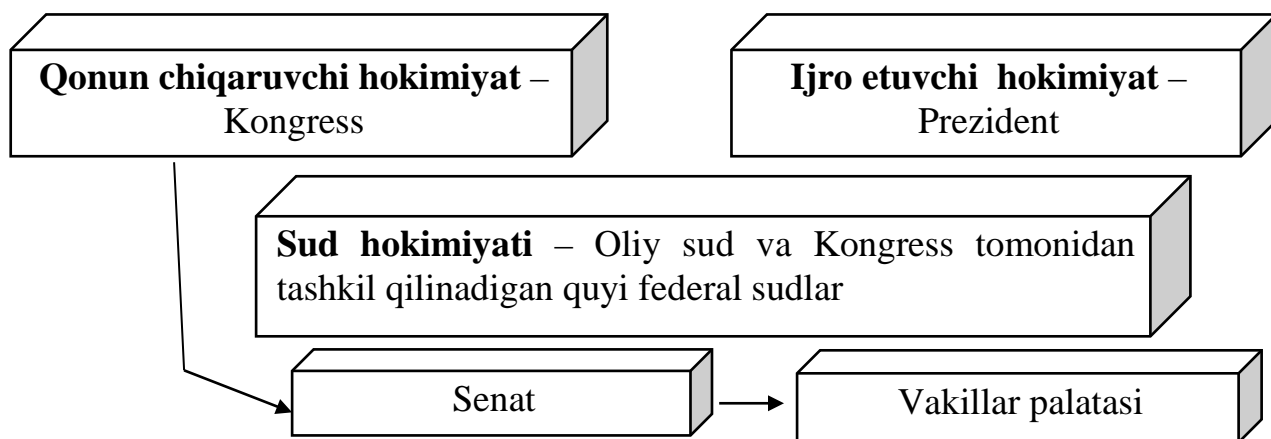 Qonun chiqaruvchi hokimiyat –
Kongress
Ijro etuvchi hokimiyat –
Prezident
Sud hokimiyati – Oliy sud va Kongress tomonidan
tashkil qilinadigan quyi federal sudlar
Senat
Vakillar palatasi